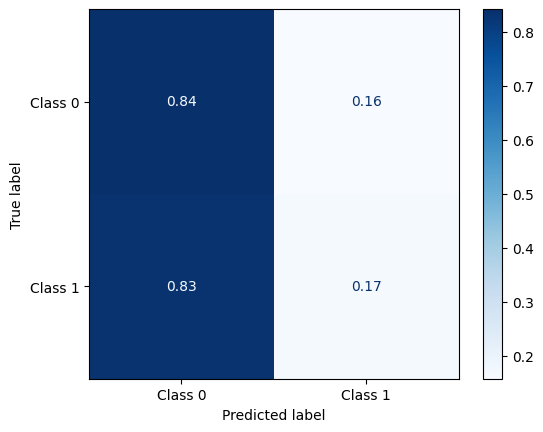 True label
Class 0
0.84
0.16
Class 1
0.83
0.17
Class 0
Class 1
Predicted label
0.8
0.7
0.6
0.5
0.4
0.3
0.2